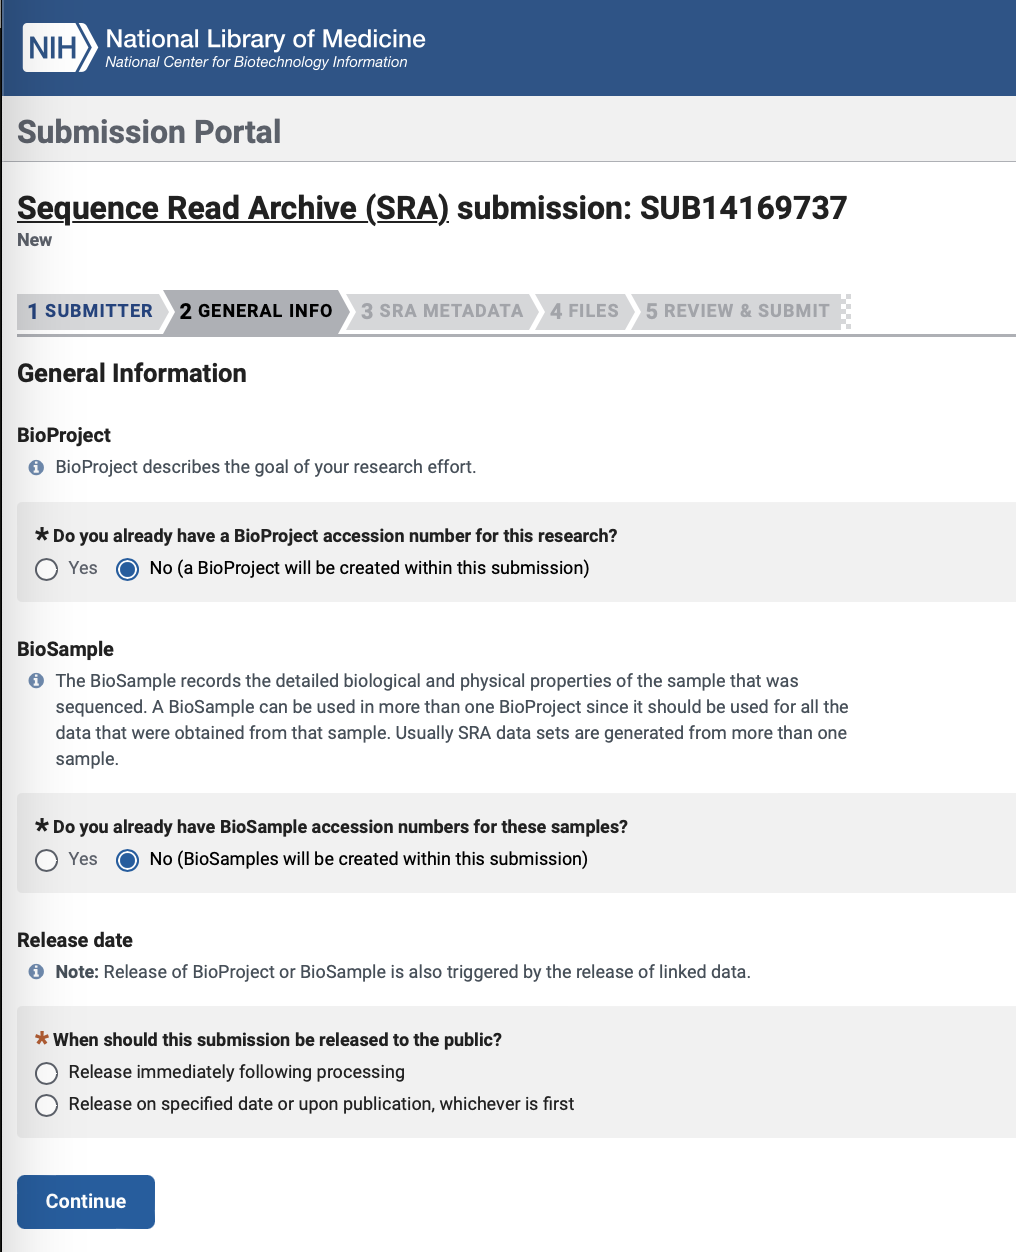 NIH National Library of Medicine
National Center for Biotechnology Information
Submission Portal
Sequence Read Archive (SRA) submission: SUB14169737
New
1 SUBMITTER 2 GENERAL INFO 3 SRA METADATA 4 FILES 5 REVIEW & SUBMIT
General Information
BioProject
BioProject describes the goal of your research effort.
* Do you already have a BioProject accession number for this research?
Yes No (a BioProject will be created within this submission)
BioSample
The BioSample records the detailed biological and physical properties of the sample that was
sequenced. A BioSample can be used in more than one BioProject since it should be used for all the
data that were obtained from that sample. Usually SRA data sets are generated from more than one
sample.
* Do you already have BioSample accession numbers for these samples?
Yes No (BioSamples will be created within this submission)
Release date
Note: Release of BioProject or BioSample is also triggered by the release of linked data.
* When should this submission be released to the public?
Release immediately following processing
Release on specified date or upon publication, whichever is first
Continue